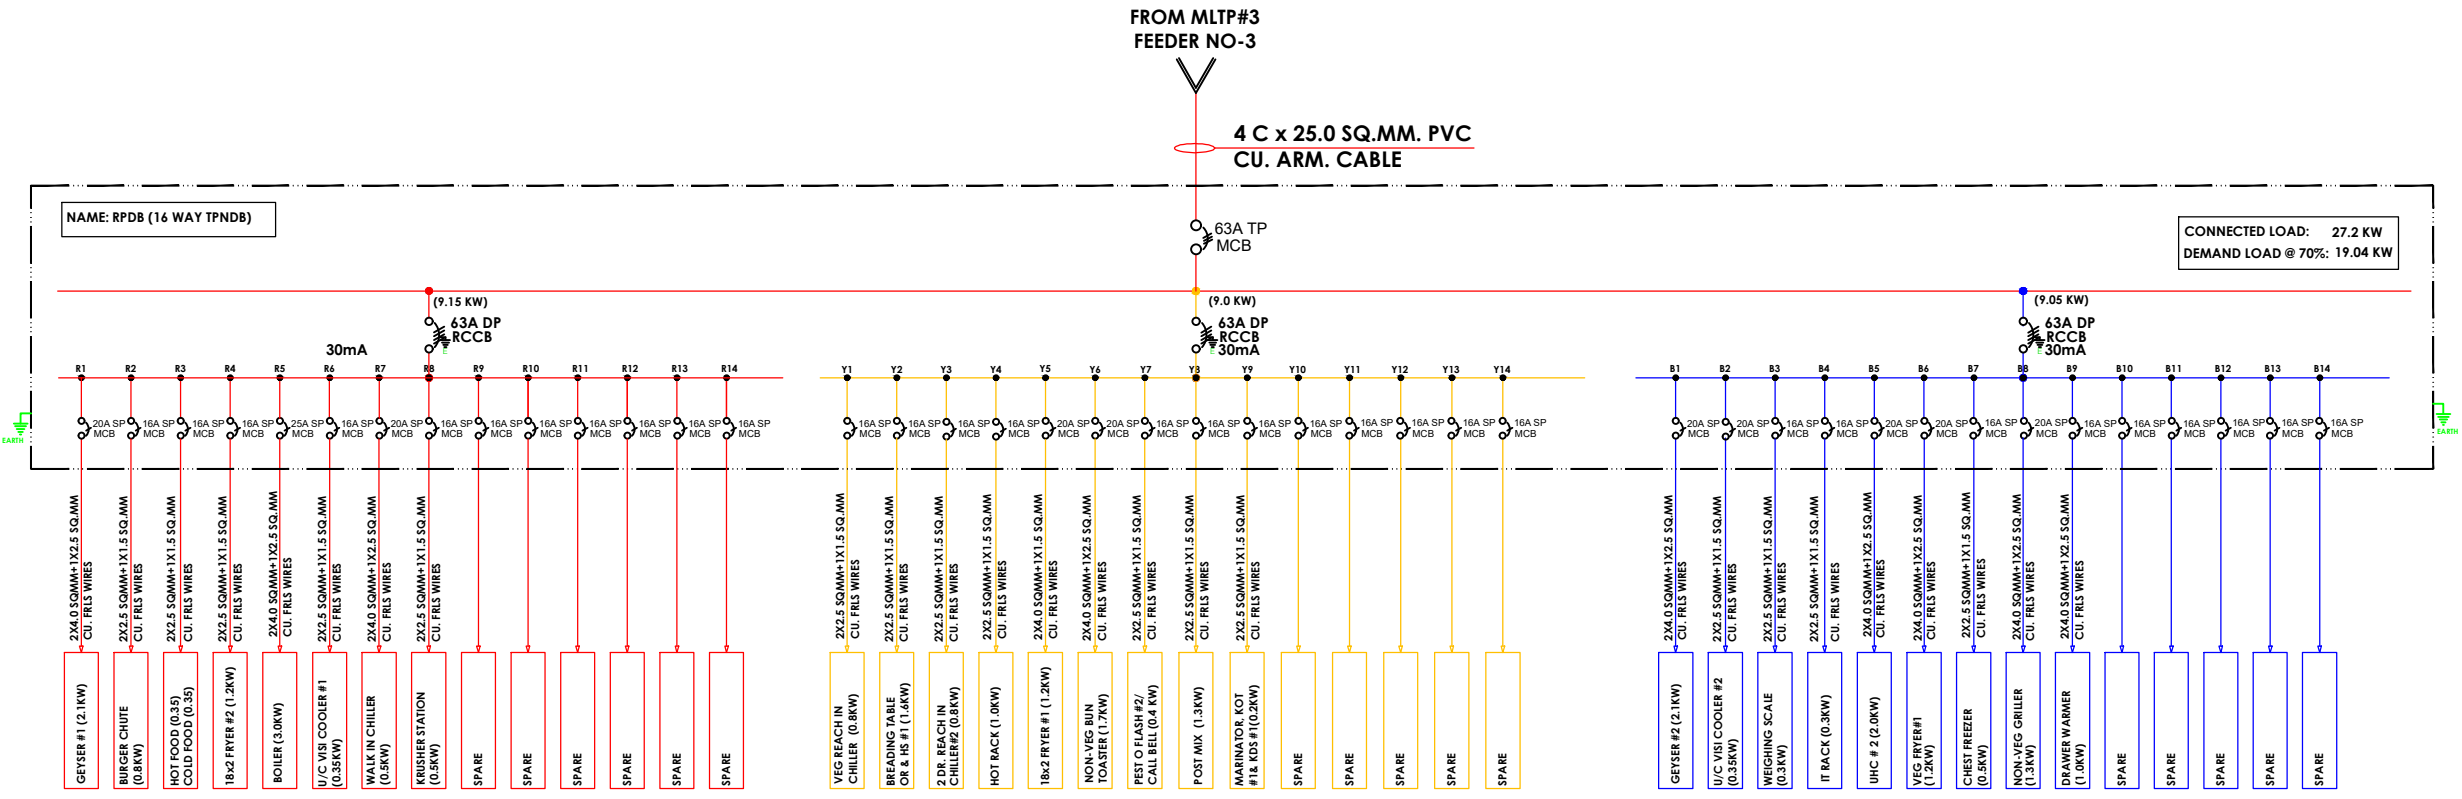 FROM MLTP#3
FEEDER NO-3
4 C x 25.0 SQ.MM. PVC
CU. ARM. CABLE
NAME: RPDB (16 WAY TPNDB)
63A TP
MCB
CONNECTED LOAD: 27.2 KW
DEMAND LOAD @ 70%: 19.04 KW
(9.15 KW)
63A DP
RCCB
E
30mA
(9.0 KW)
63A DP
RCCB
E 30mA
(9.05 KW)
63A DP
RCCB
E 30mA
R1 R2 R3 R4 R5 R6 R7 R8 R9 R10 R11 R12 R13 R14
Y1 Y2 Y3 Y4 Y5 Y6 Y7 Y8 Y9 Y10 Y11 Y12 Y13 Y14
B1 B2 B3 B4 B5 B6 B7 B8 B9 B10 B11 B12 B13 B14
EARTH
20A SP 16A SP 16A SP 16A SP 25A SP 16A SP 20A SP 16A SP 16A SP 16A SP 16A SP 16A SP 16A SP 16A SP
MCB MCB MCB MCB MCB MCB MCB MCB MCB MCB MCB MCB MCB MCB
16A SP 16A SP 16A SP 16A SP 20A SP 20A SP 16A SP 16A SP 16A SP 16A SP 16A SP 16A SP 16A SP 16A SP
MCB MCB MCB MCB MCB MCB MCB MCB MCB MCB MCB MCB MCB MCB
20A SP 20A SP 16A SP 16A SP 20A SP 20A SP 16A SP 20A SP 16A SP 16A SP 16A SP 16A SP 16A SP 16A SP
MCB MCB MCB MCB MCB MCB MCB MCB MCB MCB MCB MCB MCB MCB
EARTH
2X4.0 SQMM+1X2.5 SQ.MM
CU. FRLS WIRES
2X2.5 SQMM+1X1.5 SQ.MM
CU. FRLS WIRES
2X2.5 SQMM+1X1.5 SQ.MM
CU. FRLS WIRES
2X2.5 SQMM+1X1.5 SQ.MM
CU. FRLS WIRES
2X4.0 SQMM+1X2.5 SQ.MM
CU. FRLS WIRES
2X2.5 SQMM+1X1.5 SQ.MM
CU. FRLS WIRES
2X4.0 SQMM+1X2.5 SQ.MM
CU. FRLS WIRES
2X2.5 SQMM+1X1.5 SQ.MM
CU. FRLS WIRES
2X2.5 SQMM+1X1.5 SQ.MM
CU. FRLS WIRES
2X2.5 SQMM+1X1.5 SQ.MM
CU. FRLS WIRES
2X2.5 SQMM+1X1.5 SQ.MM
CU. FRLS WIRES
2X2.5 SQMM+1X1.5 SQ.MM
CU. FRLS WIRES
2X4.0 SQMM+1X1.5 SQ.MM
CU. FRLS WIRES
2X4.0 SQMM+1X2.5 SQ.MM
CU. FRLS WIRES
2X2.5 SQMM+1X1.5 SQ.MM
CU. FRLS WIRES
2X2.5 SQMM+1X1.5 SQ.MM
CU. FRLS WIRES
2X2.5 SQMM+1X1.5 SQ.MM
CU. FRLS WIRES
2X4.0 SQMM+1X2.5 SQ.MM
CU. FRLS WIRES
2X2.5 SQMM+1X1.5 SQ.MM
CU. FRLS WIRES
2X2.5 SQMM+1X1.5 SQ.MM
CU. FRLS WIRES
2X2.5 SQMM+1X1.5 SQ.MM
CU. FRLS WIRES
2X4.0 SQMM+1X2.5 SQ.MM
CU. FRLS WIRES
2X4.0 SQMM+1X2.5 SQ.MM
CU. FRLS WIRES
2X2.5 SQMM+1X2.5 SQ.MM
CU. FRLS WIRES
2X4.0 SQMM+1X2.5 SQ.MM
CU. FRLS WIRES
2X4.0 SQMM+1X2.5 SQ.MM
CU. FRLS WIRES
GEYSER #1 (2.1KW)
BURGER CHUTE
(0.8KW)
HOT FOOD (0.35)
COLD FOOD (0.35)
18x2 FRYER #2 (1.2KW)
BOILER (3.0KW)
U/C VISI COOLER #1
(0.35KW)
WALK IN CHILLER
(0.5KW)
KRUSHER STATION
(0.5KW)
SPARE
SPARE
SPARE
SPARE
SPARE
SPARE
VEG REACH IN
CHILLER (0.8KW)
BREADING TABLE
OR & HS #1 (1.6KW)
2 DR. REACH IN
CHILLER#2 (0.8KW)
HOT RACK (1.0KW)
18x2 FRYER #1 (1.2KW)
NON-VEG BUN
TOASTER (1.7KW)
PEST O FLASH #2/
CALL BELL (0.4 KW)
POST MIX (1.3KW)
MARINATOR, KOT
#1& KDS #1(0.2KW)
SPARE
SPARE
SPARE
SPARE
SPARE
GEYSER #2 (2.1KW)
U/C VISI COOLER #2
(0.35KW)
WEIGHING SCALE
(0.3KW)
IT RACK (0.3KW)
UHC # 2 (2.0KW)
VEG FRYER#1
(1.2KW)
CHEST FREEZER
(0.5KW)
NON-VEG GRILLER
(1.3KW)
DRAWER WARMER
(1.0KW)
SPARE
SPARE
SPARE
SPARE
SPARE